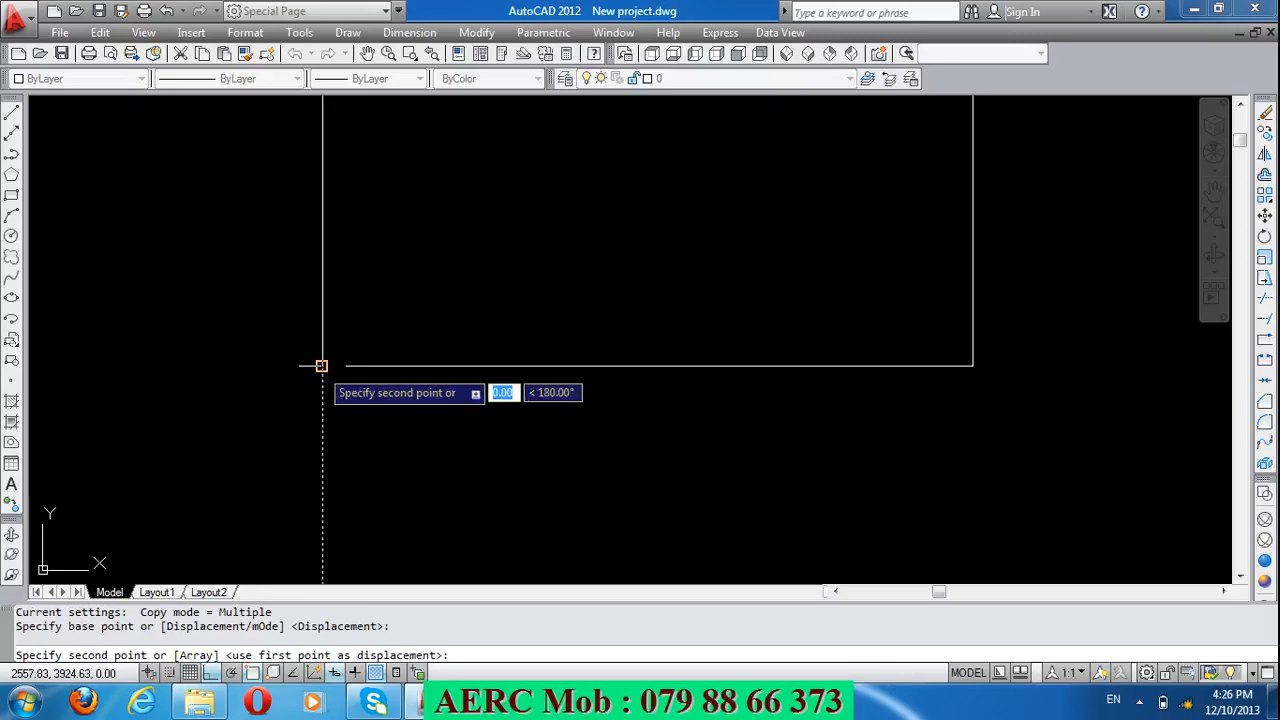 Special Page
AutoCAD 2012 New project.dwg
Type a keyword or phrase
Sign In
File Edit View Insert Format Tools Draw Dimension Modify Parametric Window Help Express Data View
ByLayer ByLayer ByLayer ByColor 0
Specify second point or 0.00 < 180.00°
Y
X
Model Layout1 Layout2
Current settings: Copy mode = Multiple
Specify base point or [Displacement/mOde] <Displacement>:
Specify second point or [Array] <use first point as displacement>:
2557.83, 3924.63, 0.00 MODEL 1:1
AERC Mob : 079 88 66 373
EN
4:26 PM
12/10/2013